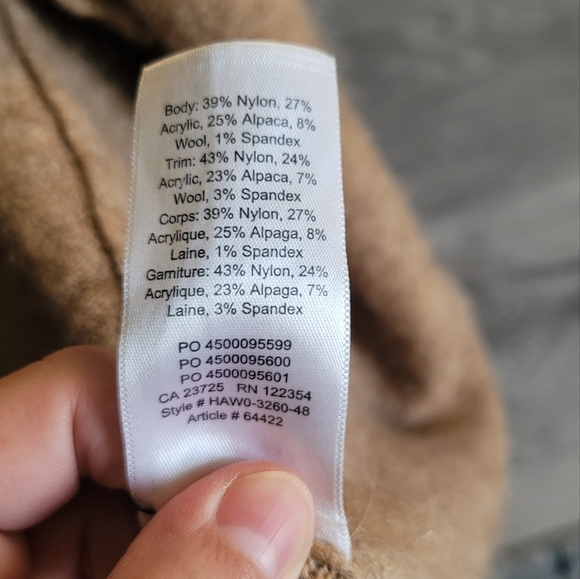 Body: 39% Nylon, 27%
Acrylic, 25% Alpaca, 8%
Wool, 1% Spandex
Trim: 43% Nylon, 24%
Acrylic, 23% Alpaca, 7%
Wool, 3% Spandex
Corps: 39% Nylon, 27%
Acrylique, 25% Alpaga, 8%
Laine, 1% Spandex
Garniture: 43% Nylon, 24%
Acrylique, 23% Alpaga, 7%
Laine, 3% Spandex
PO 4500095599
PO 4500095600
PO 4500095601
CA 23725 RN 122354
Style # HAW0-3260-48
Article # 64422